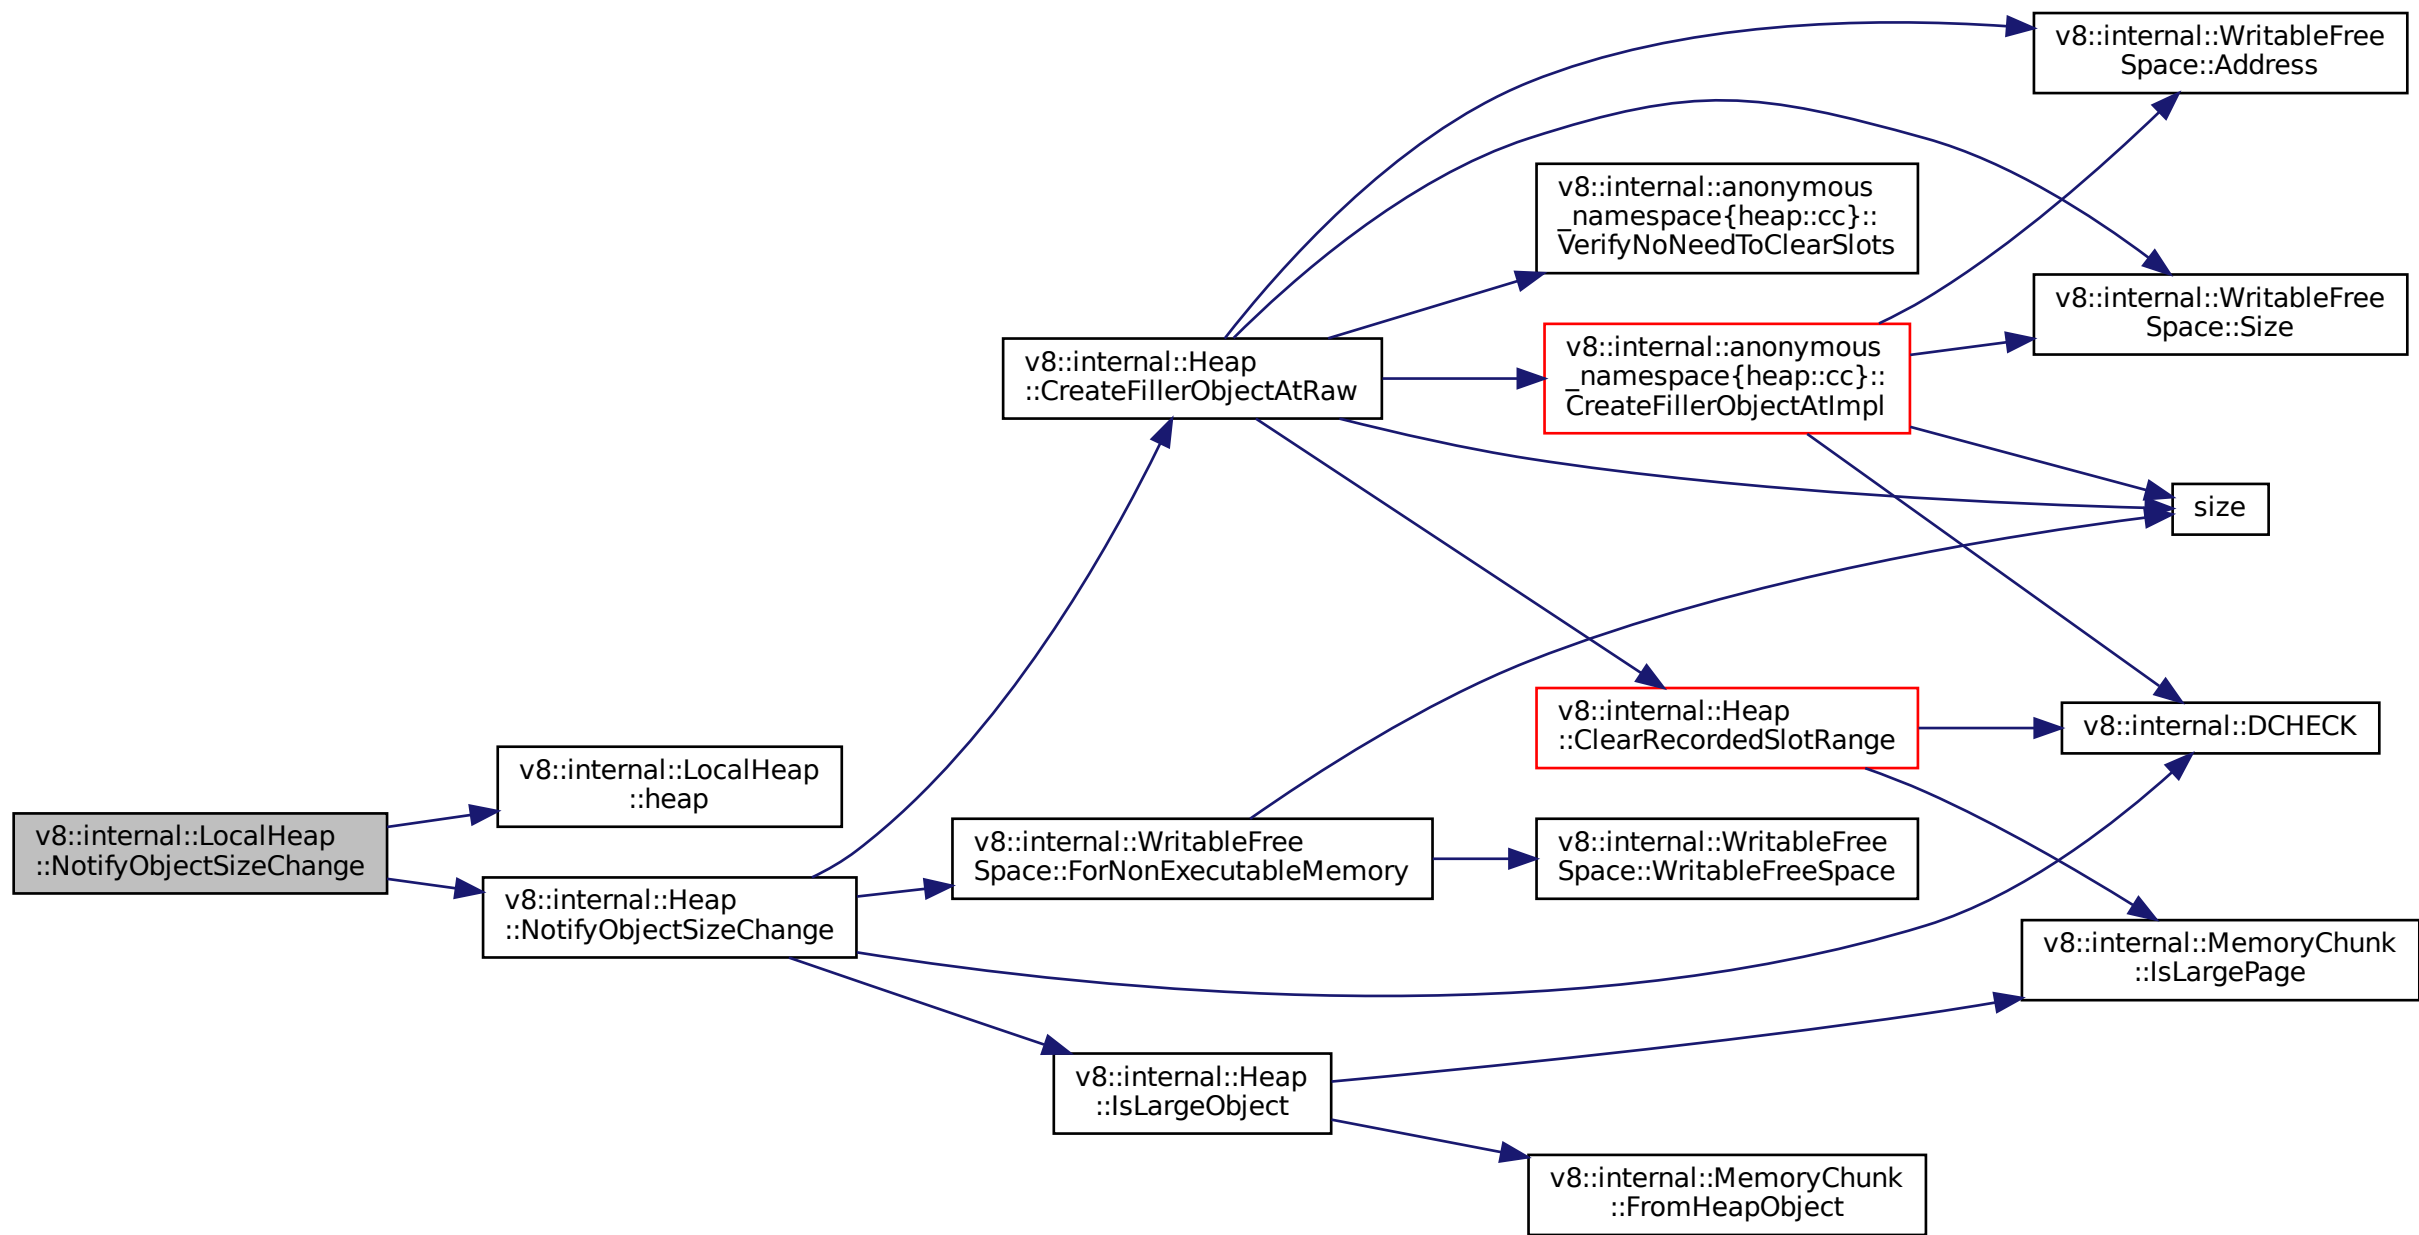 v8::internal::LocalHeap
::NotifyObjectSizeChange
v8::internal::LocalHeap
::heap
v8::internal::Heap
::NotifyObjectSizeChange
v8::internal::Heap
::CreateFillerObjectAtRaw
v8::internal::WritableFree
Space::ForNonExecutableMemory
v8::internal::Heap
::IsLargeObject
v8::internal::anonymous
_namespace{heap::cc}::
VerifyNoNeedToClearSlots
v8::internal::anonymous
_namespace{heap::cc}::
CreateFillerObjectAtImpl
v8::internal::Heap
::ClearRecordedSlotRange
v8::internal::WritableFree
Space::WritableFreeSpace
v8::internal::MemoryChunk
::FromHeapObject
v8::internal::WritableFree
Space::Address
v8::internal::WritableFree
Space::Size
size
v8::internal::DCHECK
v8::internal::MemoryChunk
::IsLargePage